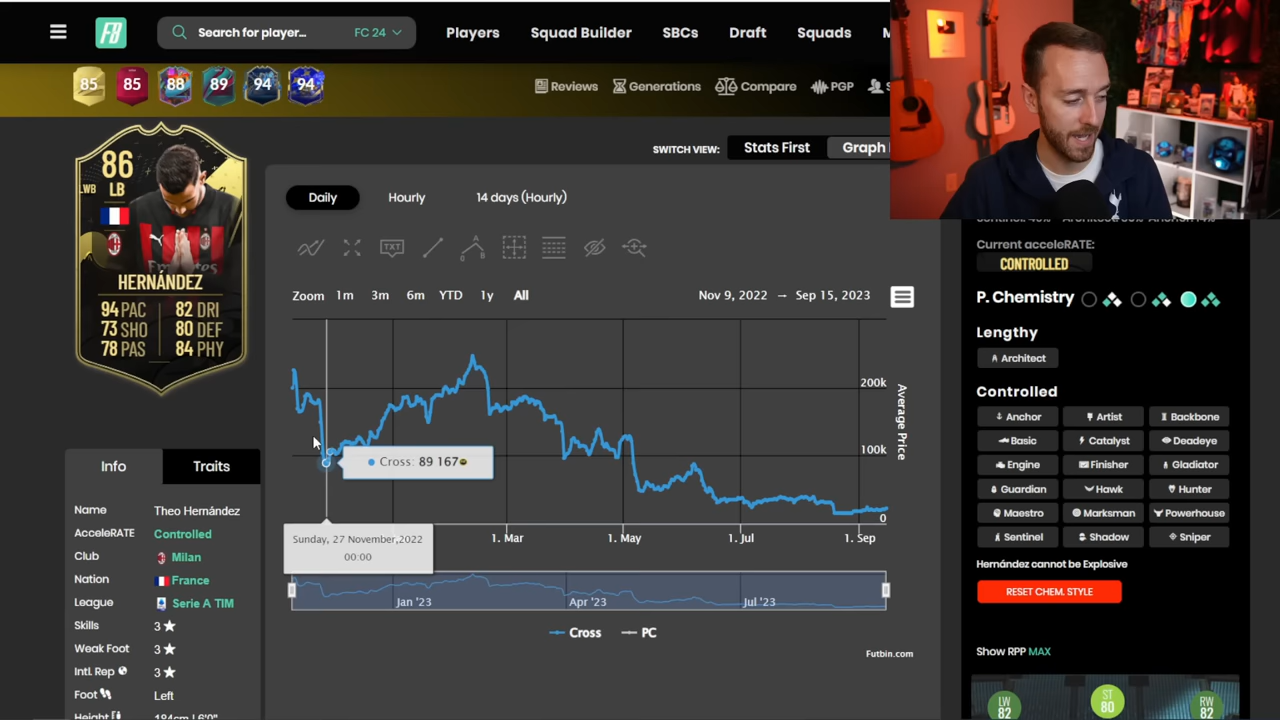 FB
Search for player... FC 24
Players
Squad Builder
SBCs
Draft
Squads
85
85
88
89
94
94
Reviews
Generations
Compare
PGP
SWITCH VIEW:
Stats First
Graph
86
LWB
LB
HERNÁNDEZ
94 PAC 82 DRI
73 SHO 80 DEF
78 PAS 84 PHY
Daily
Hourly
14 days (Hourly)
TXT
Zoom 1m 3m 6m YTD 1y All
Nov 9, 2022 → Sep 15, 2023
200k
100k
0
Average Price
Cross: 89 167
Sunday, 27 November,2022
00:00
1. Mar
1. May
1. Jul
1. Sep
Jan '23
Apr '23
Jul '23
Cross
PC
Futbin.com
Info
Traits
Name Theo Hernández
AcceleRATE Controlled
Club Milan
Nation France
League Serie A TIM
Skills 3
Weak Foot 3
Intl. Rep 3
Foot Left
Height 184cm | 6'0"
Current acceleRATE:
CONTROLLED
P. Chemistry
Lengthy
Architect
Controlled
Anchor Artist Backbone
Basic Catalyst Deadeye
Engine Finisher Gladiator
Guardian Hawk Hunter
Maestro Marksman Powerhouse
Sentinel Shadow Sniper
Hernández cannot be Explosive
RESET CHEM. STYLE
Show RPP MAX
LW
82
ST
80
RW
82